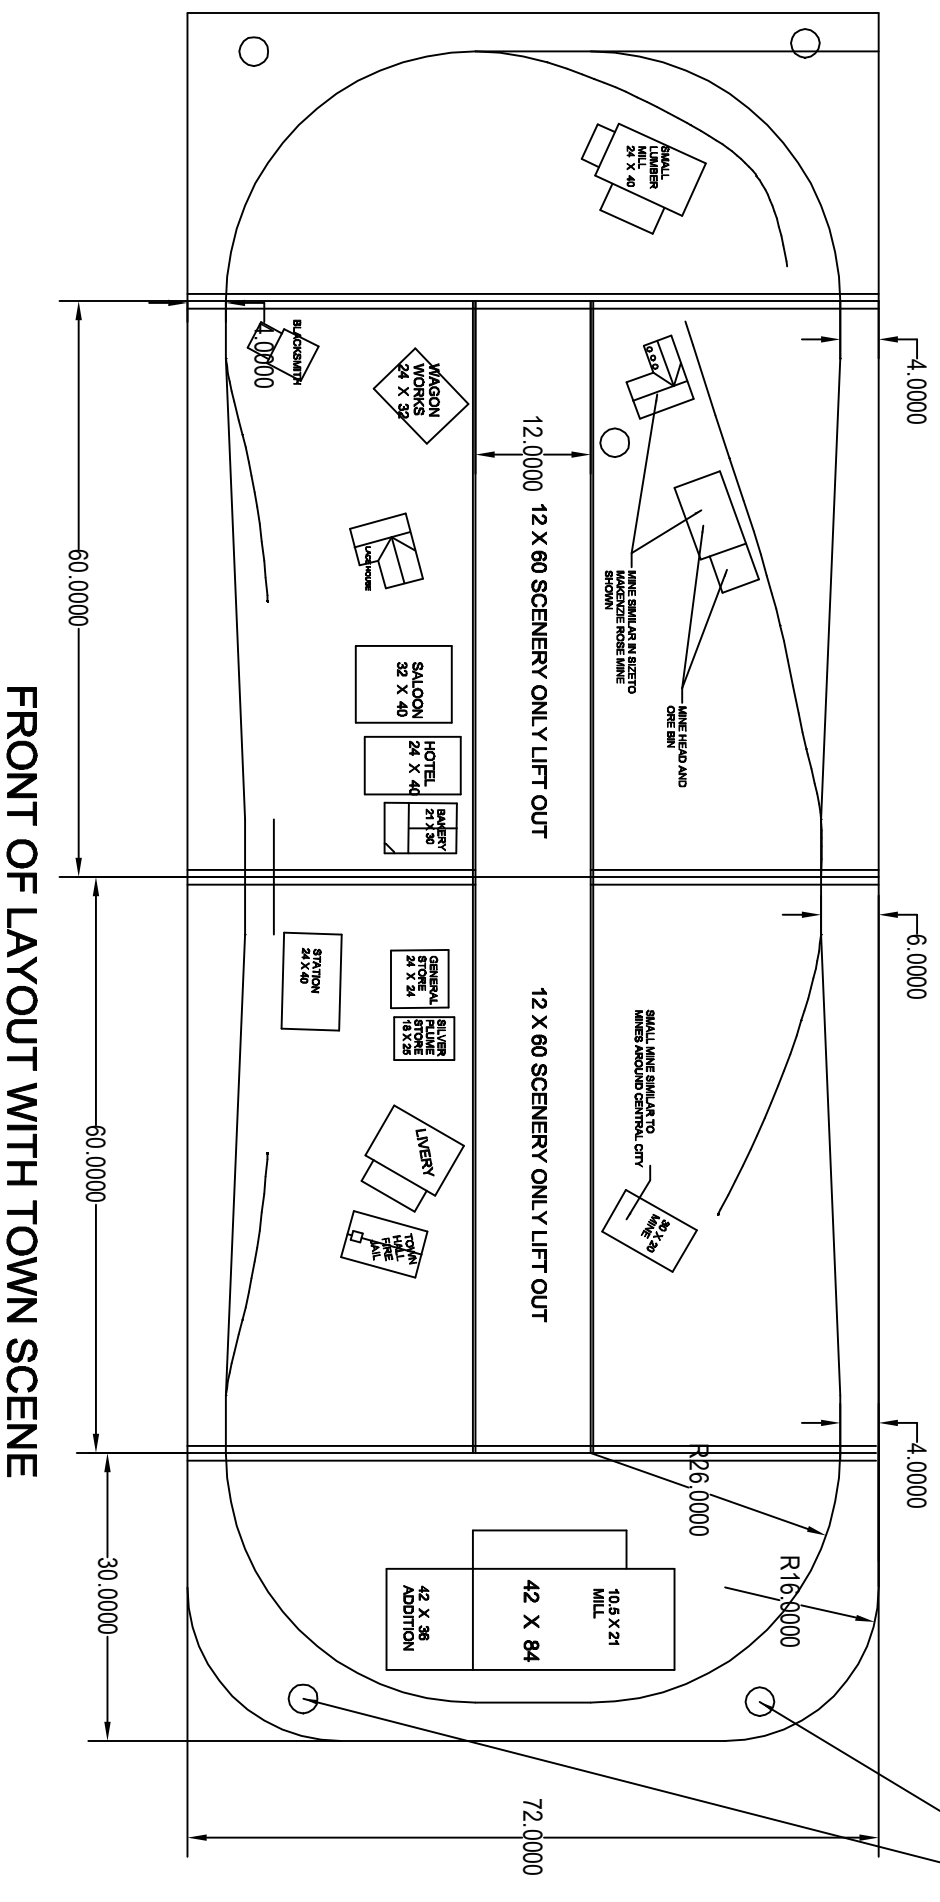 SMALL
LUMBER
MILL
24 X 40
4.0000
BLACKSMITH
4.0000
WAGON
WORKS
24 X 32
12.0000
12 X 60 SCENERY ONLY LIFT OUT
60.0000
LACE HOUSE
MINE SIMILAR IN SIZETO
MAKENZIE ROSE MINE
SHOWN
MINE HEAD AND
ORE BIN
SALOON
32 X 40
HOTEL
24 X 40
BAKERY
21 X 30
6.0000
STATION
24 X 40
GENERAL
STORE
24 X 24
SILVER
PLUME
STORE
18 X 25
12 X 60 SCENERY ONLY LIFT OUT
SMALL MINE SIMILAR TO
MINES AROUND CENTRAL CITY
60.0000
LIVERY
TOWN
HALL
FIRE
JAIL
30 X 20
MINE
4.0000
R26.0000
R16.0000
30.0000
10.5 X 21
MILL
42 X 84
42 X 36
ADDITION
72.0000
FRONT OF LAYOUT WITH TOWN SCENE